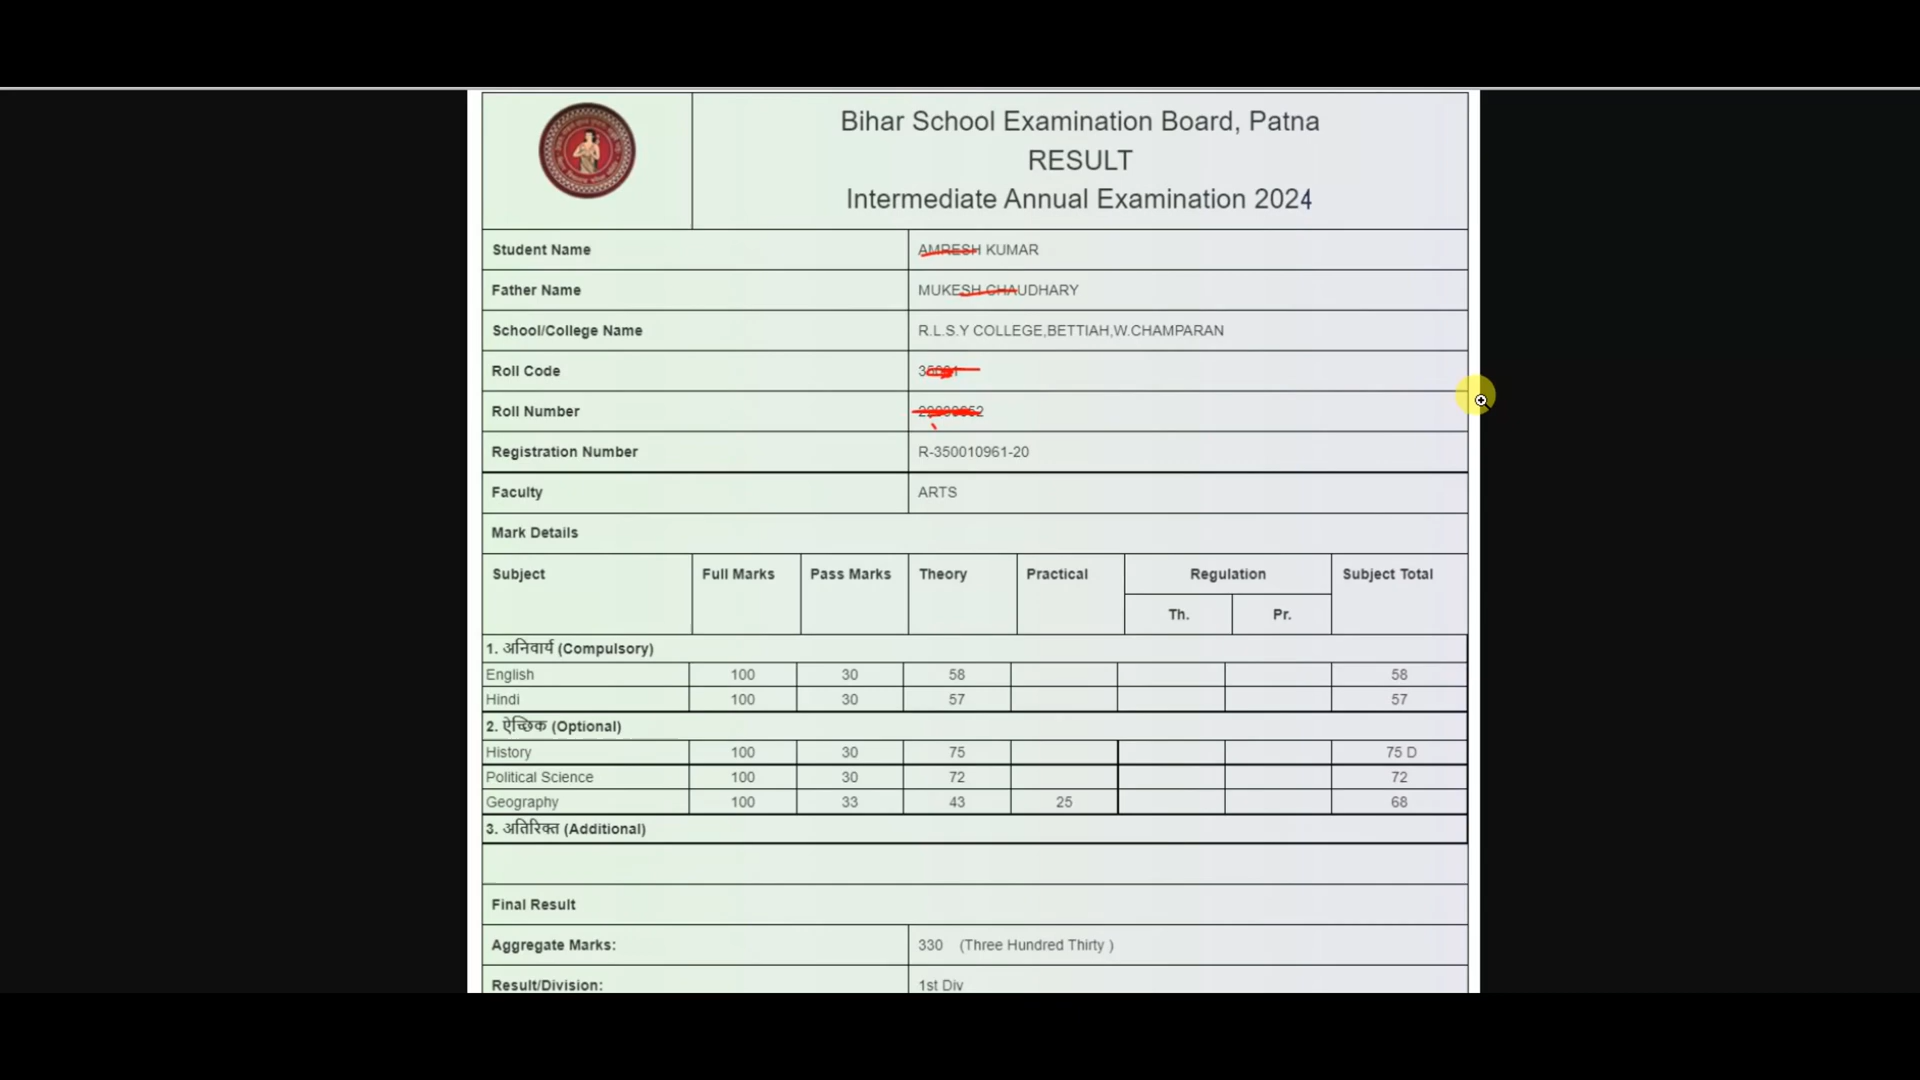 Bihar School Examination Board, Patna
RESULT
Intermediate Annual Examination 2024
Student Name AMRESH KUMAR
Father Name MUKESH CHAUDHARY
School/College Name R.L.S.Y COLLEGE,BETTIAH,W.CHAMPARAN
Roll Code
Roll Number
Registration Number R-350010961-20
Faculty ARTS
Mark Details
Subject Full Marks Pass Marks Theory Practical Regulation Subject Total
Th. Pr.
1. अनिवार्य (Compulsory)
English 100 30 58 58
Hindi 100 30 57 57
2. ऐच्छिक (Optional)
History 100 30 75 75 D
Political Science 100 30 72 72
Geography 100 33 43 25 68
3. अतिरिक्त (Additional)
Final Result
Aggregate Marks: 330 (Three Hundred Thirty )
Result/Division: 1st Div